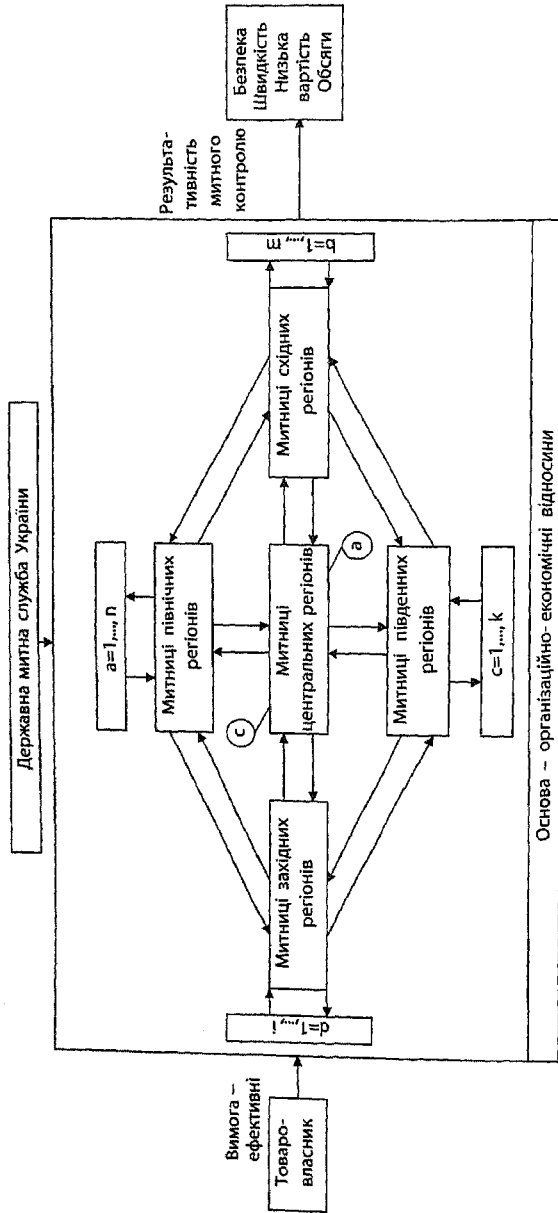 Державна митна служба України
Вимога –
ефективні
Товаро-
власник
d=1,..., i
Митниці західних
регіонів
a=1,..., n
Митниці північних
регіонів
c
Митниці
центральних регіонів
a
Митниці південних
регіонів
c=1,..., k
Митниці східних
регіонів
b=1,..., m
Результа-
тивність
митного
контролю
Безпека
Швидкість
Низька
вартість
Обсяги
Основа – організаційно- економічні відносини